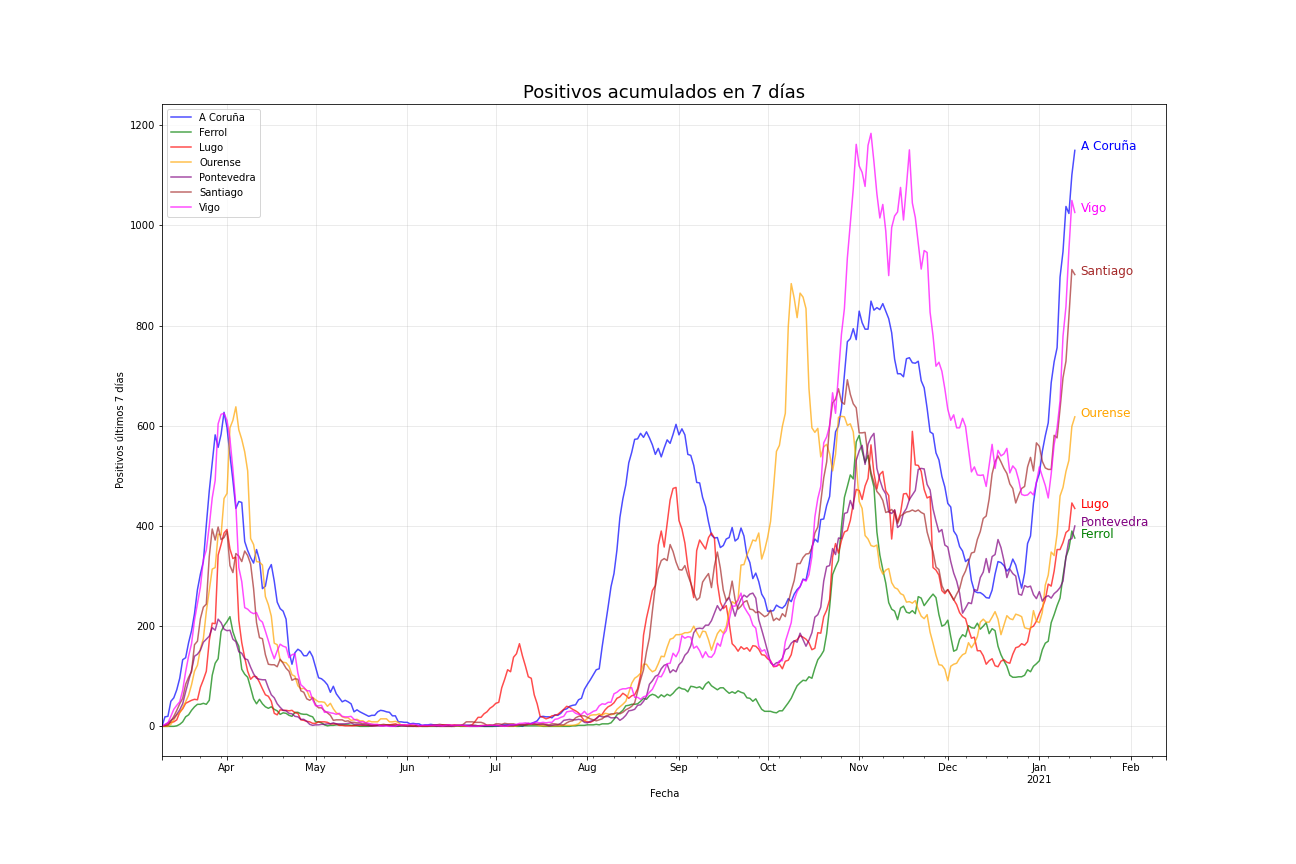 Positivos acumulados en 7 días
A Coruña
Ferrol
Lugo
Ourense
Pontevedra
Santiago
Vigo
1200
1000
800
600
400
200
0
Positivos últimos 7 días
A Coruña
Vigo
Santiago
Ourense
Lugo
Pontevedra
Ferrol
Apr May Jun Jul Aug Sep Oct Nov Dec Jan Feb
2021
Fecha